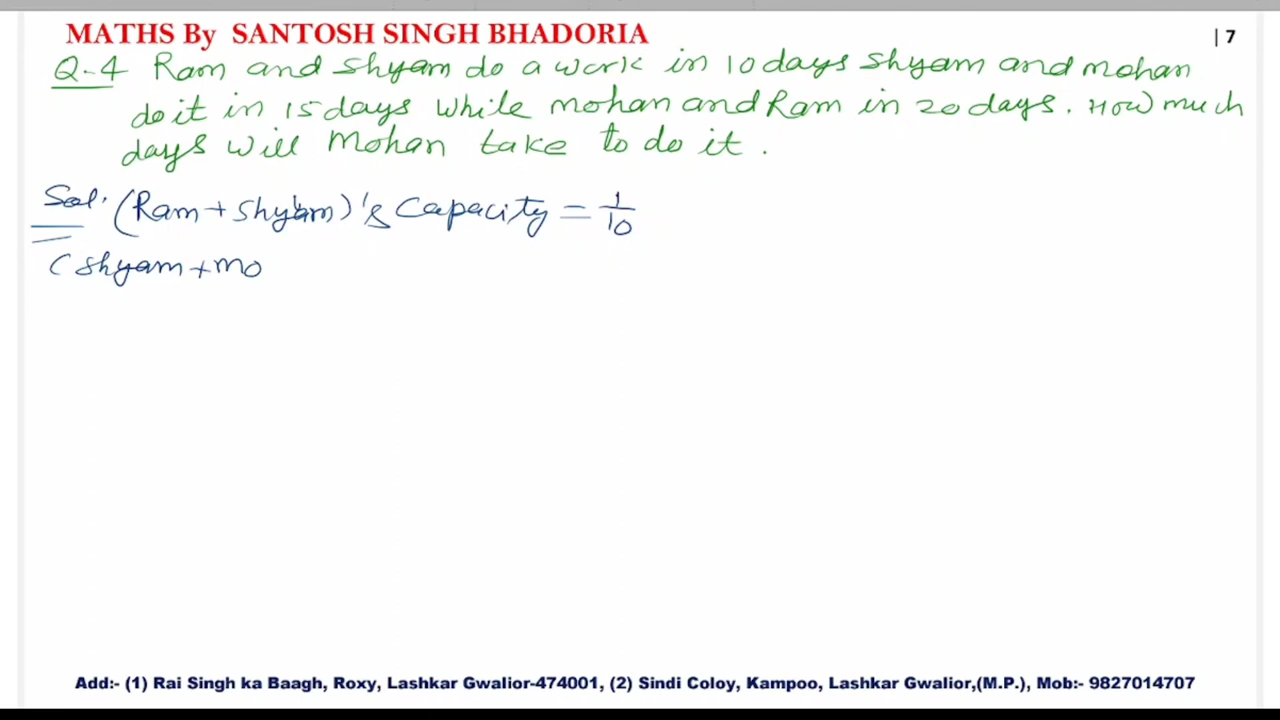 MATHS By SANTOSH SINGH BHADORIA
| 7
Q-4 Ram and Shyam do a work in 10 days Shyam and mohan
do it in 15 days while mohan and Ram in 20 days. How much
days will Mohan take to do it.
Sol. (Ram + Shyam)'s Capacity = 1/10
(Shyam + mo
Add:- (1) Rai Singh ka Baagh, Roxy, Lashkar Gwalior-474001, (2) Sindi Coloy, Kampoo, Lashkar Gwalior,(M.P.), Mob:- 9827014707